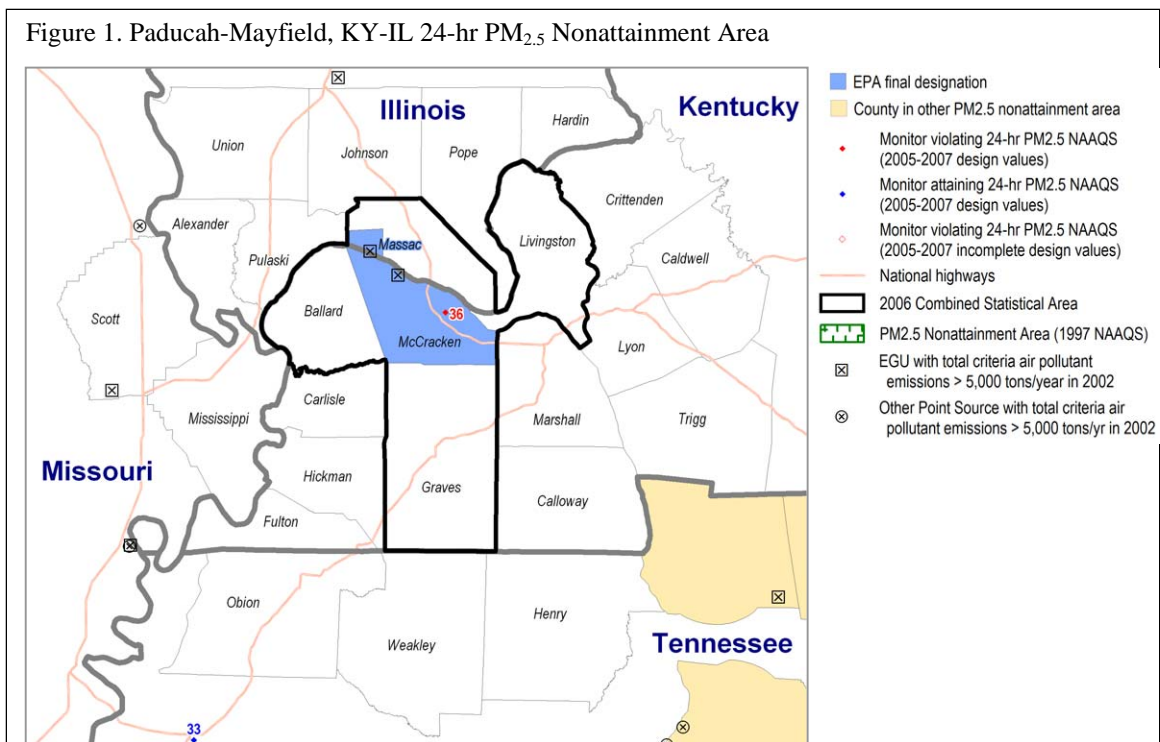 Figure 1. Paducah-Mayfield, KY-IL 24-hr PM2.5 Nonattainment Area
Illinois
Kentucky
Hardin
Union
Johnson
Pope
Crittenden
Alexander
Massac
Livingston
Pulaski
Caldwell
Ballard
36
Scott
McCracken
Lyon
Carlisle
Mississippi
Marshall
Trigg
Missouri
Hickman
Graves
Calloway
Fulton
Obion
Henry
Weakley
Tennessee
33
EPA final designation
County in other PM2.5 nonattainment area
Monitor violating 24-hr PM2.5 NAAQS
(2005-2007 design values)
Monitor attaining 24-hr PM2.5 NAAQS
(2005-2007 design values)
Monitor violating 24-hr PM2.5 NAAQS
(2005-2007 incomplete design values)
National highways
2006 Combined Statistical Area
PM2.5 Nonattainment Area (1997 NAAQS)
EGU with total criteria air pollutant
emissions > 5,000 tons/year in 2002
Other Point Source with total criteria air
pollutant emissions > 5,000 tons/yr in 2002